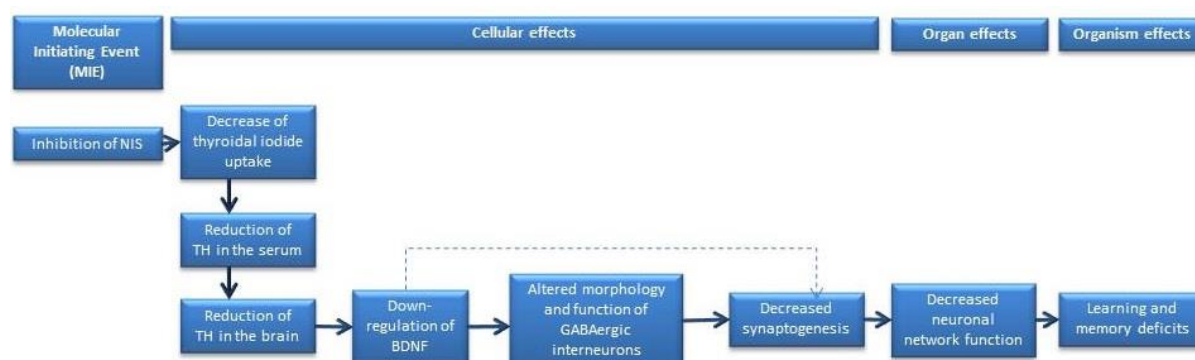 Molecular
Initiating Event
(MIE)
Cellular effects
Organ effects
Organism effects
Inhibition of NIS
Decrease of
thyroidal iodide
uptake
Reduction of
TH in the serum
Reduction of
TH in the brain
Down-
regulation of
BDNF
Altered morphology
and function of
GABAergic
interneurons
Decreased
synaptogenesis
Decreased
neuronal
network function
Learning and
memory deficits